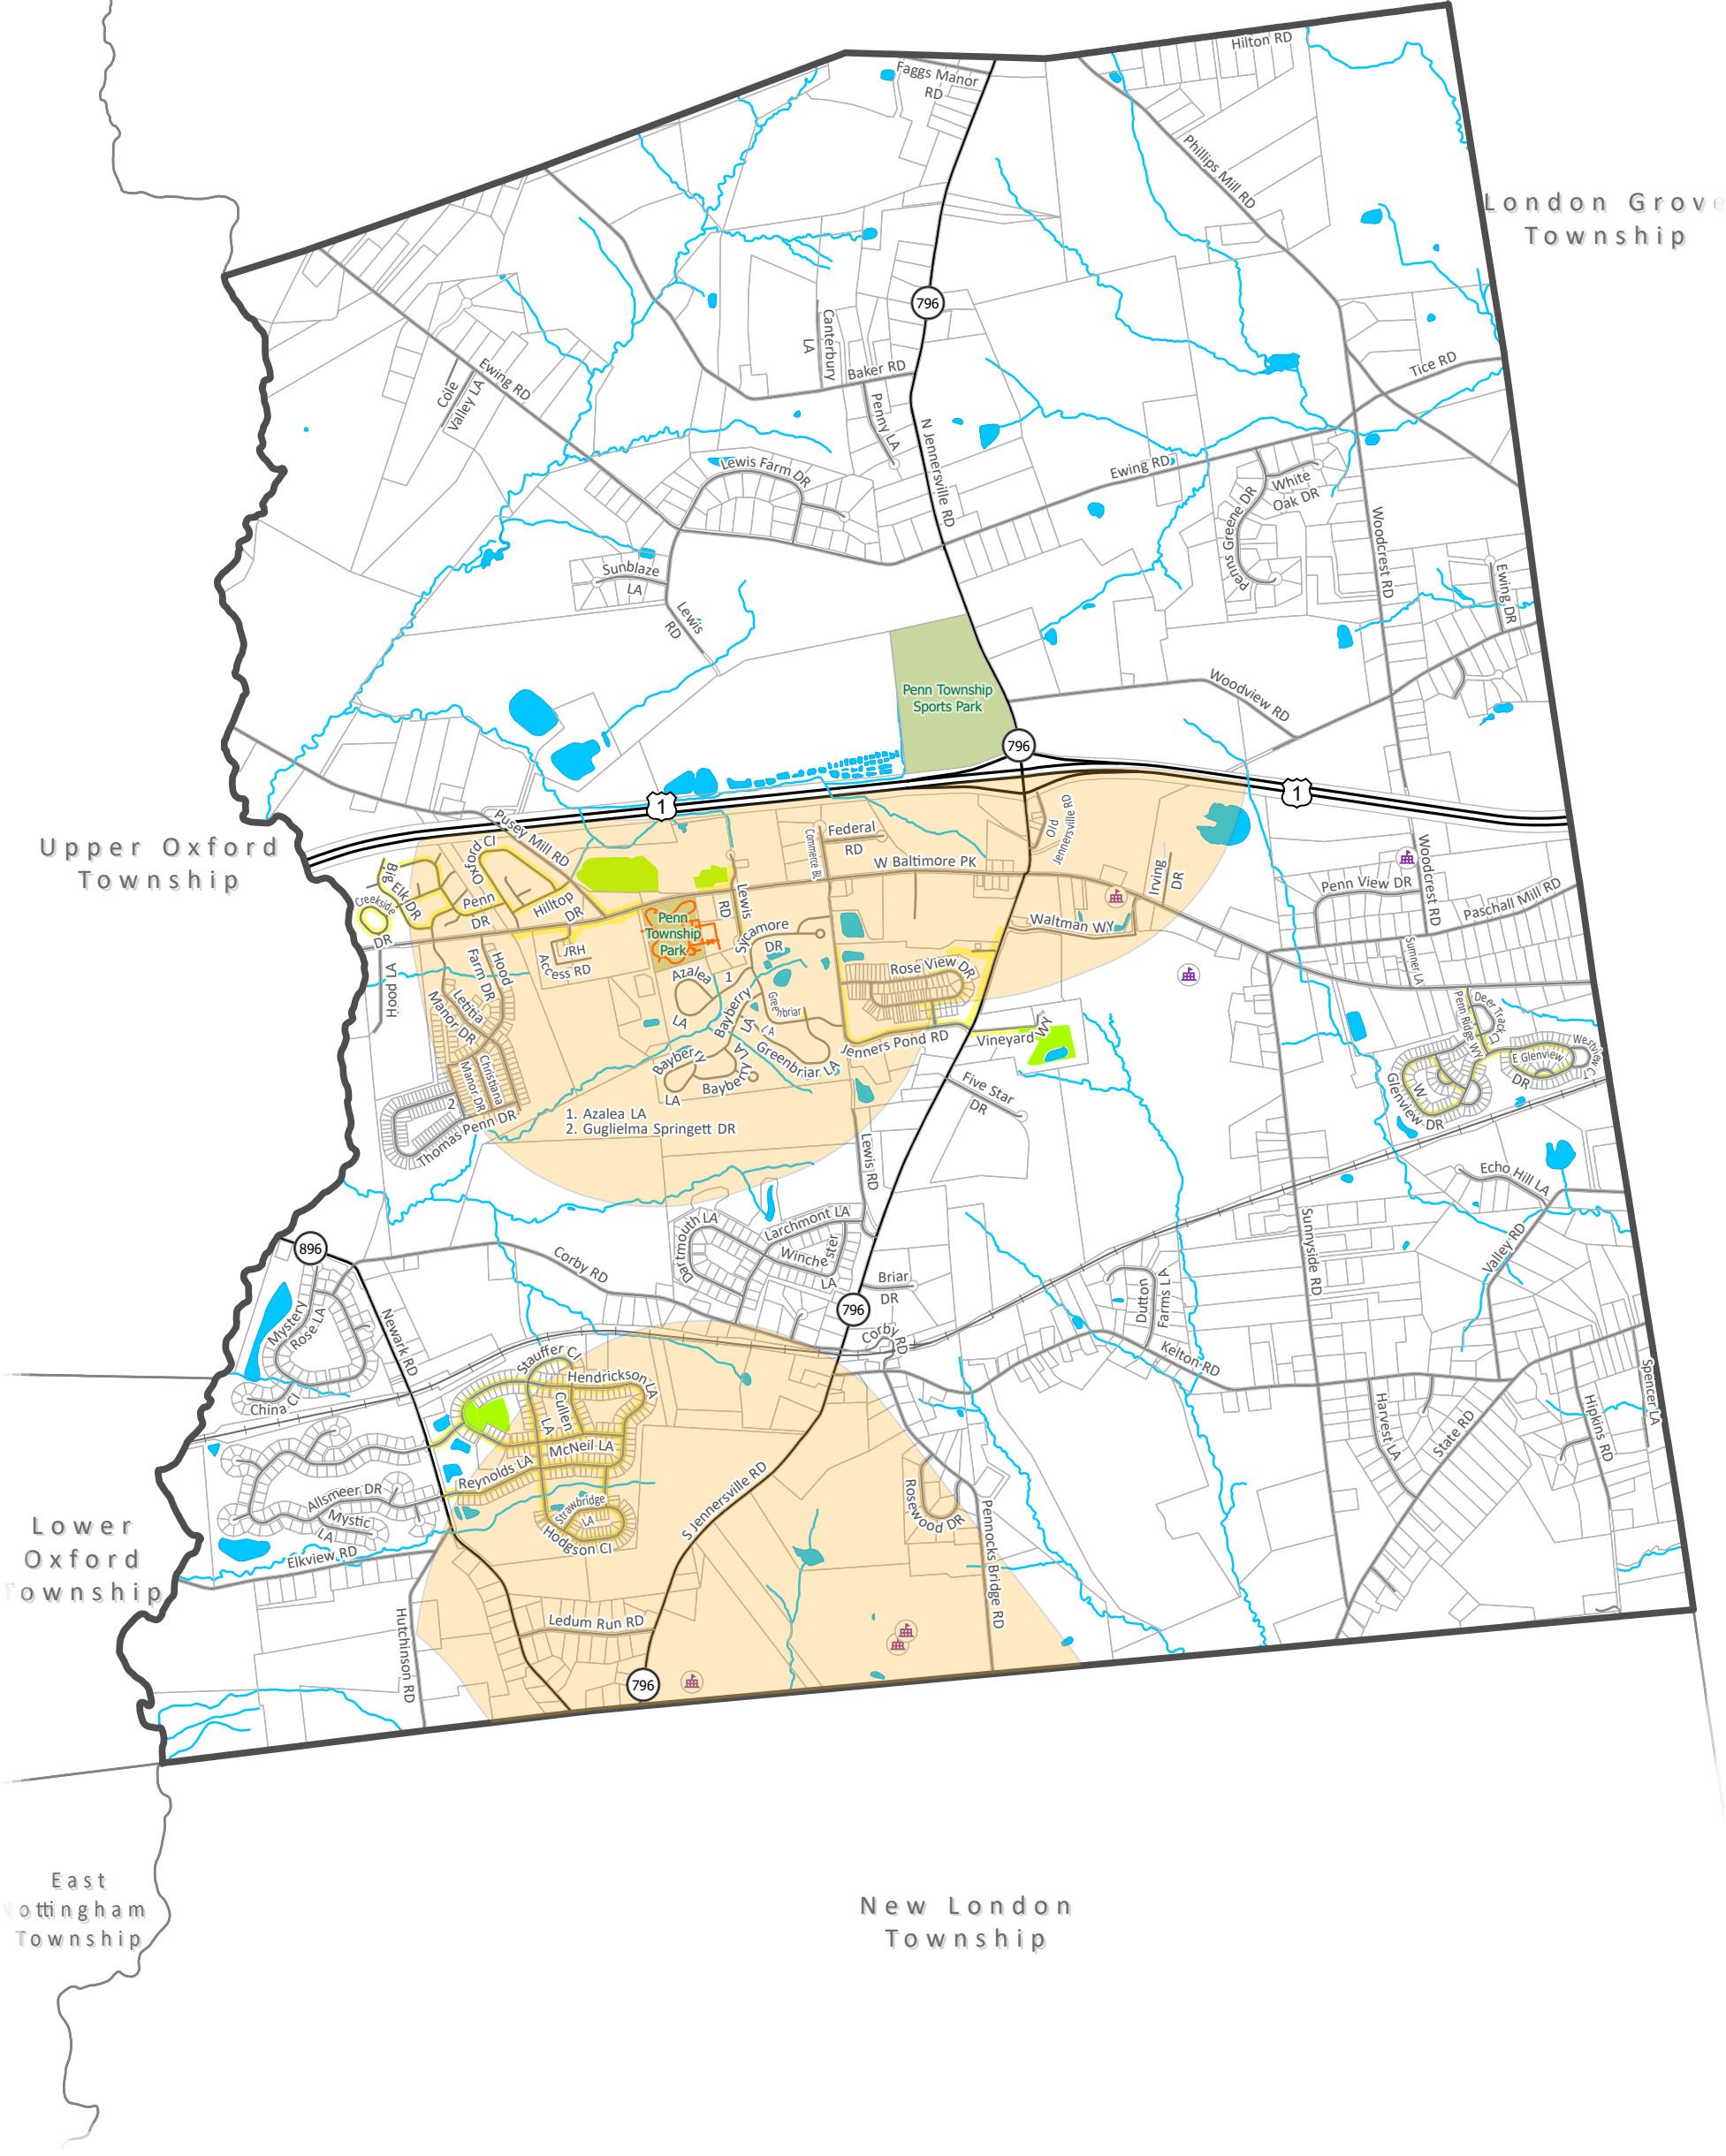 Hilton RD
Faggs Manor
RD
Phillips Mill RD
London Grove
Township
796
Canterbury
LA
Baker RD
Tice RD
Ewing RD
Cole
Valley LA
Penny LA
N Jennersville RD
Lewis Farm DR
Ewing RD
White
Oak DR
Penns Greene DR
Woodcrest RD
Sunblaze
LA
Ewing DR
Lewis
RD
Penn Township
Sports Park
Woodview RD
796
1
1
Upper Oxford
Township
Pusey Mill RD
Old
Jennersville RD
Federal
RD
Commerce BL
W Baltimore PK
Oxford CI
Big
Elk DR
Creekside
DR
Penn
DR
Hilltop
DR
Lewis
RD
Irving
DR
Woodcrest RD
Penn View DR
Paschall Mill RD
Penn
Township
Park
Sycamore
DR
Waltman WY
Sumner LA
JRH
Access RD
Hood
Farm DR
Hood LA
Azalea
LA
1
Rose View DR
Letitia
Manor DR
Bayberry
LA
Greenbriar
LA
Greenbriar LA
Jenners Pond RD
Vineyard
WY
Penn Ridge WY
Deer Track
CT
Westview
CT
E Glenview
DR
W
Glenview DR
Christiana
Manor DR
Bayberry
LA
Bayberry
LA
Five Star
DR
2
Thomas Penn DR
1. Azalea LA
2. Guglielma Springett DR
Lewis RD
Echo Hill LA
Valley RD
Sunnyside RD
Dartmouth LA
Larchmont LA
Winchester
LA
896
Corby RD
Briar
DR
796
Corby
RD
Dutton
Farms LA
Kelton RD
Mystery
Rose LA
Newark RD
China CI
Stauffer CI
Hendrickson LA
Cullen
LA
McNeil LA
Reynolds LA
Spencer LA
Hipkins RD
Harvest LA
State RD
Allsmeer DR
Mystic
LA
Elkview RD
Strawbridge
LA
Hodgson CI
S Jennersville RD
Rosewood DR
Pennocks Bridge RD
Lower
Oxford
Township
Hutchinson RD
Ledum Run RD
796
East
Nottingham
Township
New London
Township